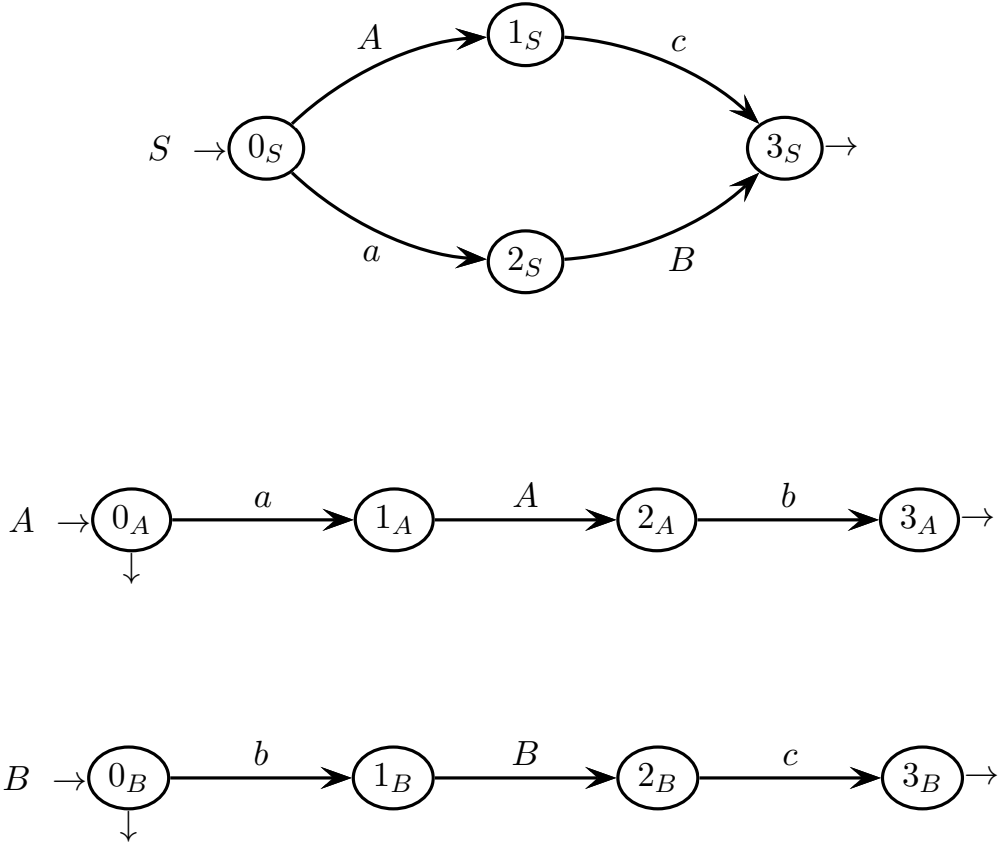 A
1_S
c
S → 0_S
3_S →
a
2_S
B
a
A
b
A → 0_A
1_A
2_A
3_A →
↓
b
B
c
B → 0_B
1_B
2_B
3_B →
↓